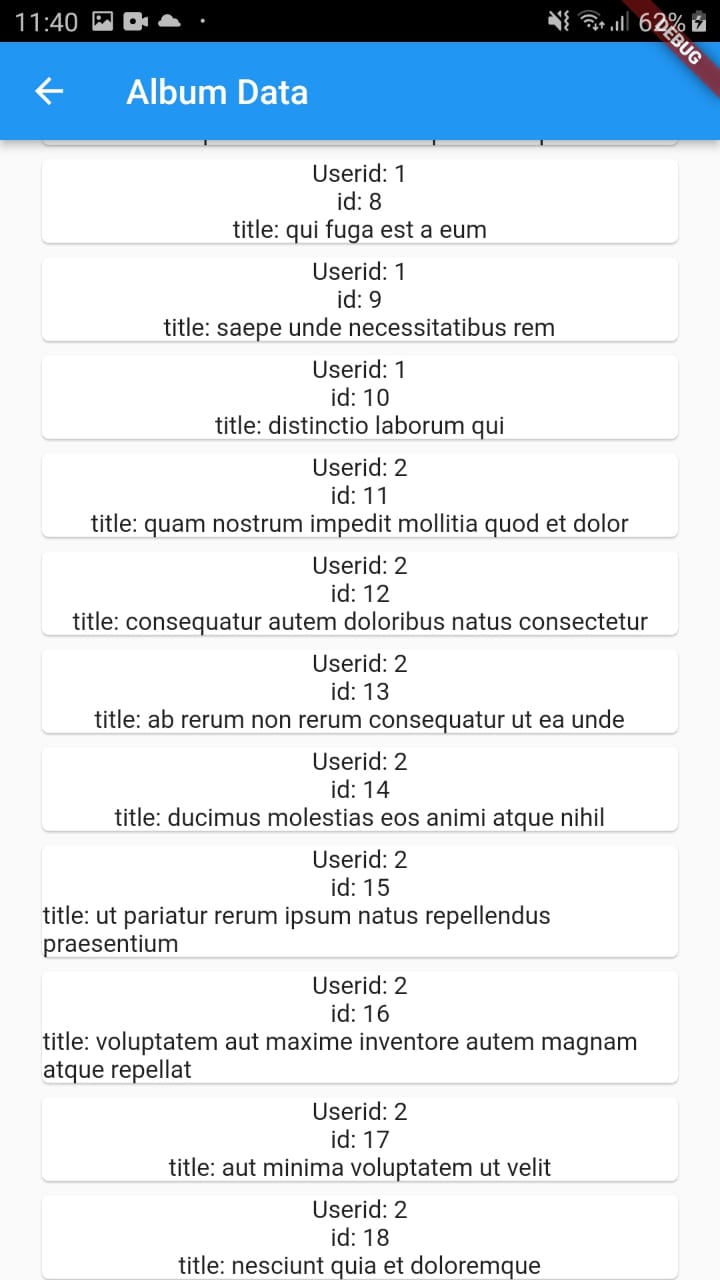 11:40
62%
DEBUG
Album Data
Userid: 1
id: 8
title: qui fuga est a eum
Userid: 1
id: 9
title: saepe unde necessitatibus rem
Userid: 1
id: 10
title: distinctio laborum qui
Userid: 2
id: 11
title: quam nostrum impedit mollitia quod et dolor
Userid: 2
id: 12
title: consequatur autem doloribus natus consectetur
Userid: 2
id: 13
title: ab rerum non rerum consequatur ut ea unde
Userid: 2
id: 14
title: ducimus molestias eos animi atque nihil
Userid: 2
id: 15
title: ut pariatur rerum ipsum natus repellendus
praesentium
Userid: 2
id: 16
title: voluptatem aut maxime inventore autem magnam
atque repellat
Userid: 2
id: 17
title: aut minima voluptatem ut velit
Userid: 2
id: 18
title: nesciunt quia et doloremque